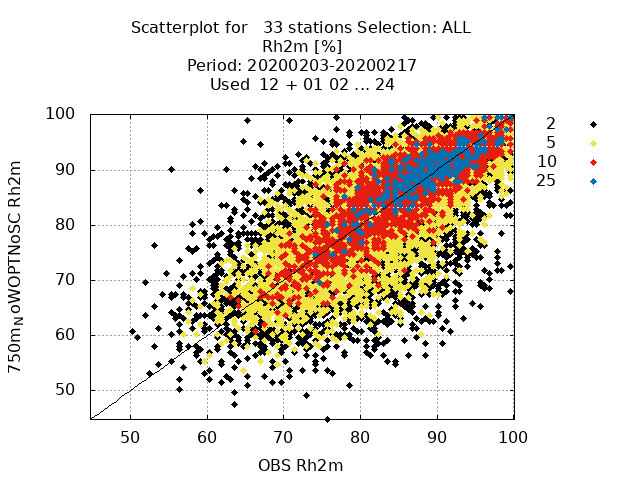 Scatterplot for   33 stations Selection: ALL
Rh2m [%]
Period: 20200203-20200217
Used  12 + 01 02 ... 24
100
90
80
70
60
50
50
60
70
80
90
100
750m_NoWOPTNoSC Rh2m
OBS Rh2m
2
5
10
25